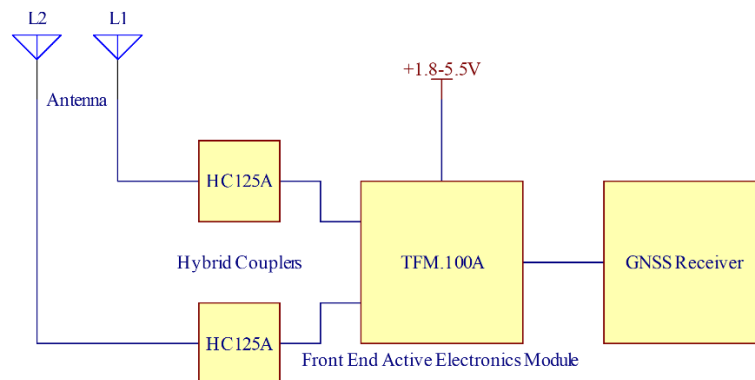 L2
L1
+1.8-5.5V
Antenna
HC125A
Hybrid Couplers
TFM.100A
GNSS Receiver
HC125A
Front End Active Electronics Module